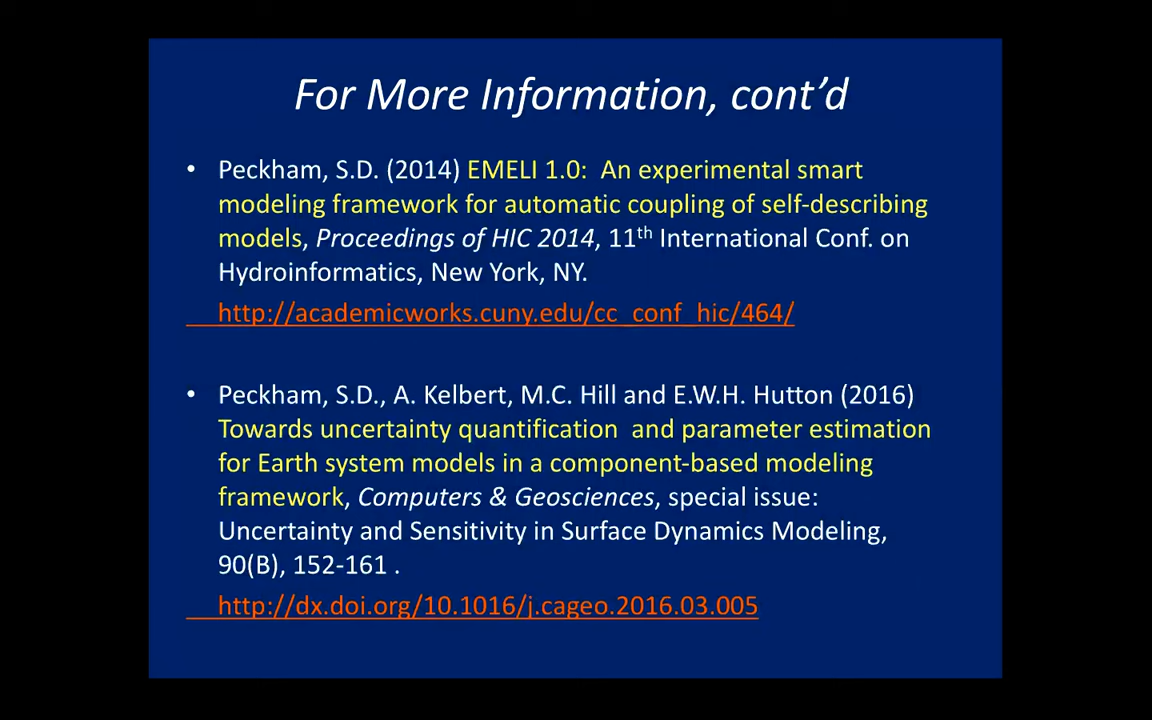 For More Information, cont’d
• Peckham, S.D. (2014) EMELI 1.0:  An experimental smart
modeling framework for automatic coupling of self-describing
models, Proceedings of HIC 2014, 11th International Conf. on
Hydroinformatics, New York, NY.
http://academicworks.cuny.edu/cc_conf_hic/464/
• Peckham, S.D., A. Kelbert, M.C. Hill and E.W.H. Hutton (2016)
Towards uncertainty quantification  and parameter estimation
for Earth system models in a component-based modeling
framework, Computers & Geosciences, special issue:
Uncertainty and Sensitivity in Surface Dynamics Modeling,
90(B), 152-161 .
http://dx.doi.org/10.1016/j.cageo.2016.03.005